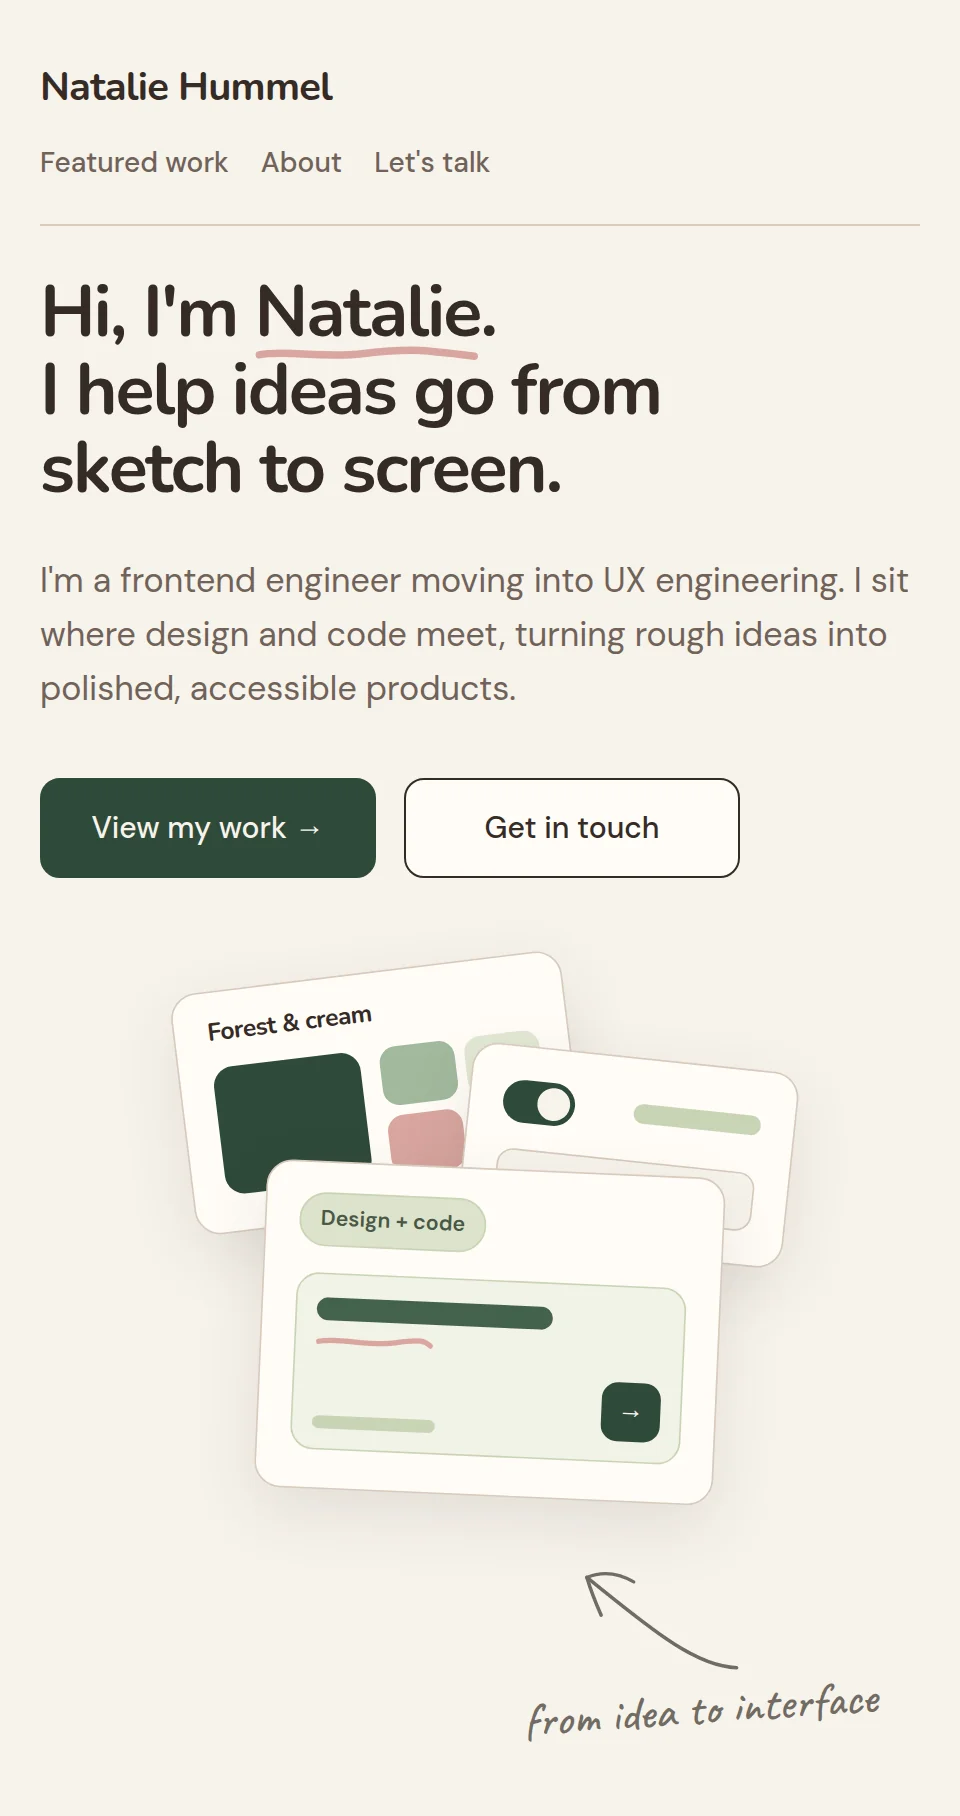 Natalie Hummel
Featured work About Let's talk
Hi, I'm Natalie.
I help ideas go from
sketch to screen.
I'm a frontend engineer moving into UX engineering. I sit
where design and code meet, turning rough ideas into
polished, accessible products.
View my work → Get in touch
Forest & cream
Design + code
→
from idea to interface